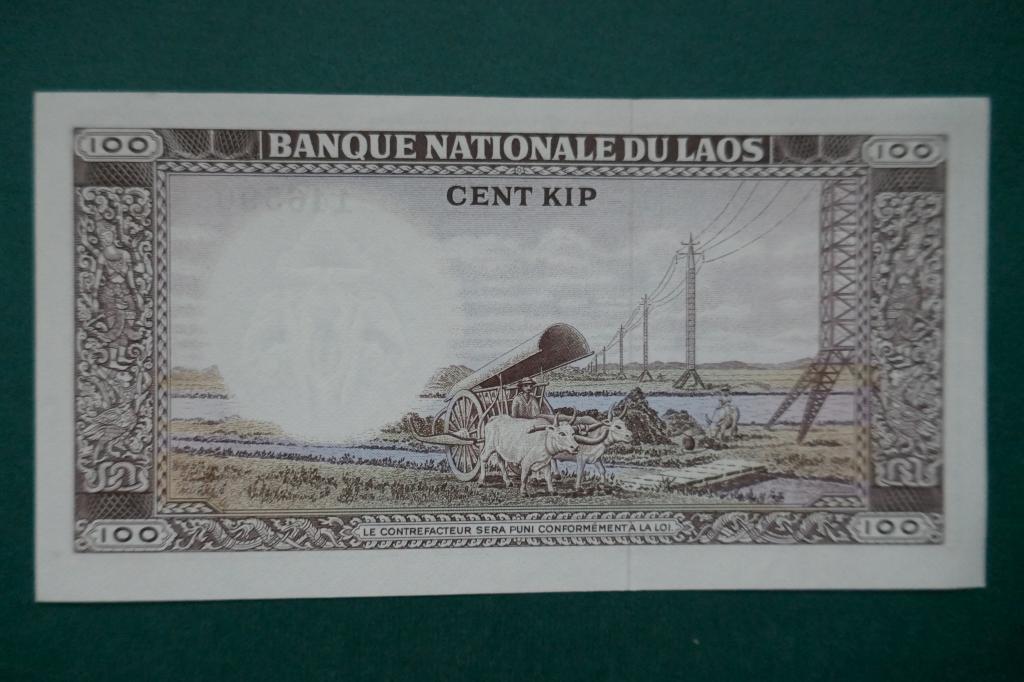 100 BANQUE NATIONALE DU LAOS 100
CENT KIP
100 LE CONTREFACTEUR SERA PUNI CONFORMÉMENT À LA LOI. 100